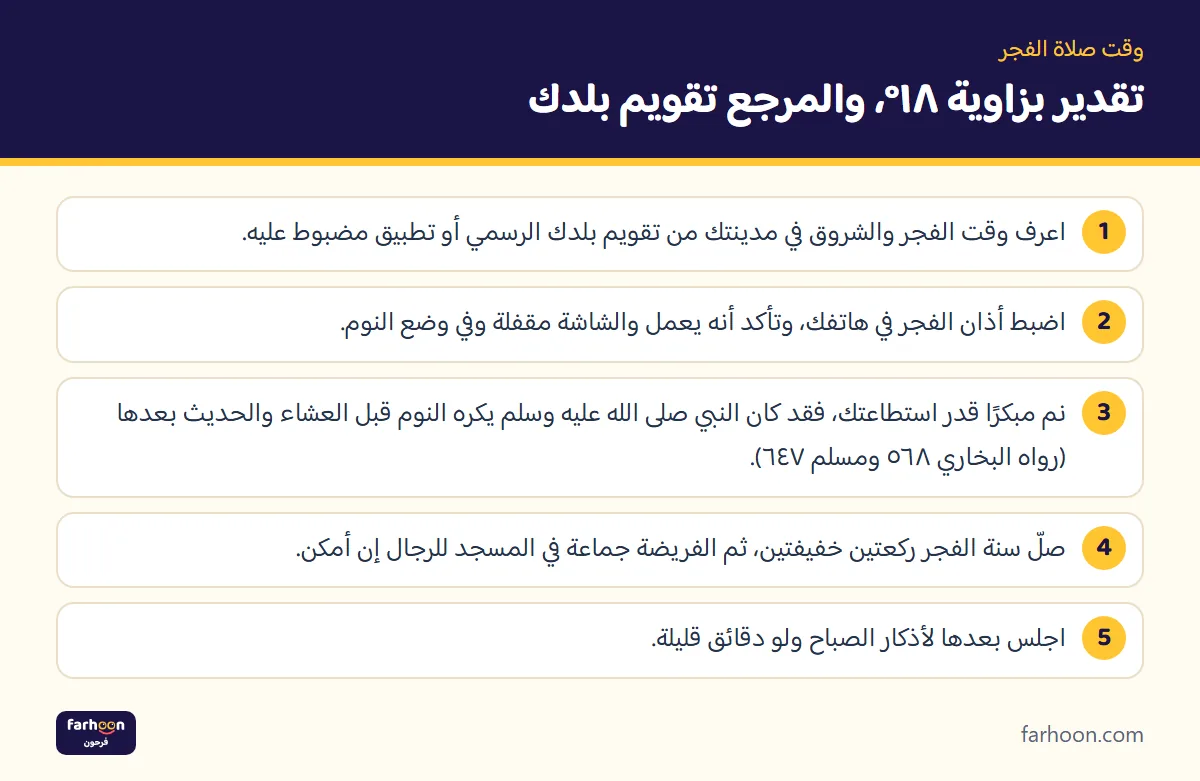 وقت صلاة الفجر
تقدير بزاوية ١٨°، والمرجع تقويم بلدك
1 اعرف وقت الفجر والشروق في مدينتك من تقويم بلدك الرسمي أو تطبيق مضبوط عليه.
2 اضبط أذان الفجر في هاتفك، وتأكد أنه يعمل والشاشة مقفلة وفي وضع النوم.
3 نم مبكرًا قدر استطاعتك، فقد كان النبي صلى الله عليه وسلم يكره النوم قبل العشاء والحديث بعدها
(رواه البخاري ٥٦٨ ومسلم ٦٤٧).
4 صلّ سنة الفجر ركعتين خفيفتين، ثم الفريضة جماعة في المسجد للرجال إن أمكن.
5 اجلس بعدها لأذكار الصباح ولو دقائق قليلة.
farhoon.com
farhoon
فرحون